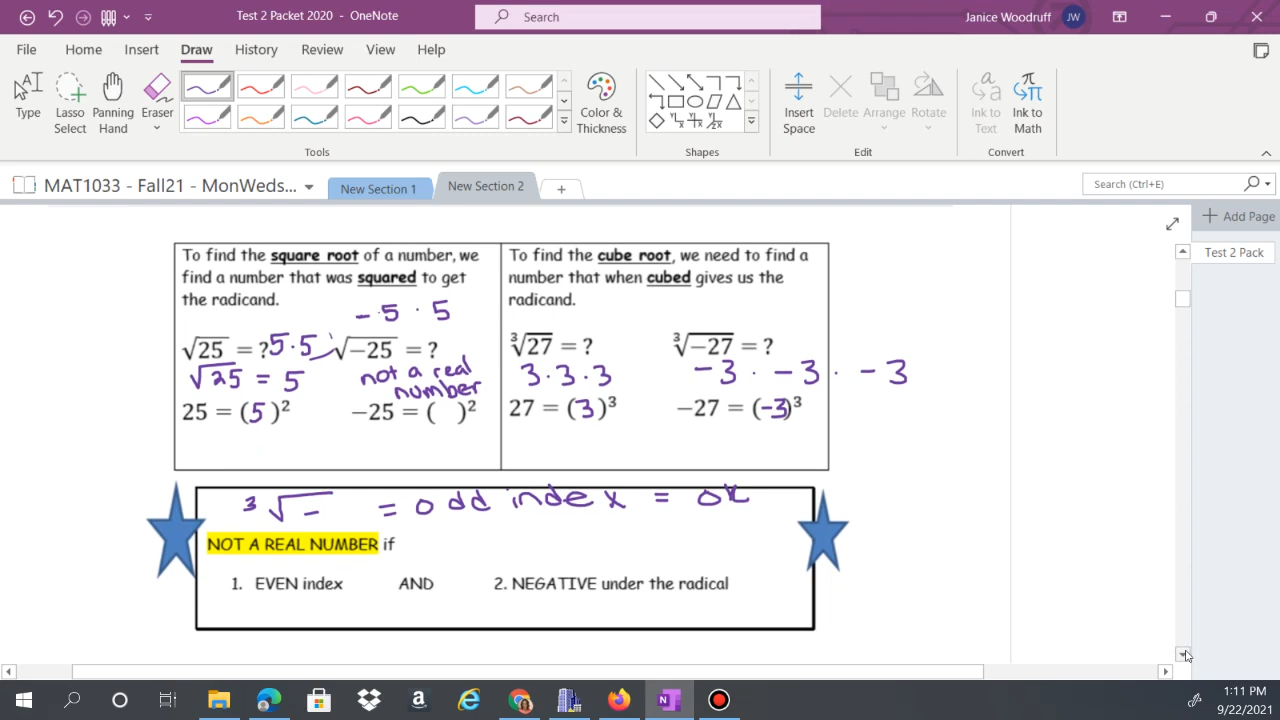 Test 2 Packet 2020 - OneNote
Search
Janice Woodruff
JW
File Home Insert Draw History Review View Help
Type
Lasso Select
Panning Hand
Eraser
Color & Thickness
Insert Space
Delete
Arrange
Rotate
Ink to Text
Ink to Math
Tools
Shapes
Edit
Convert
MAT1033 - Fall21 - MonWeds...
New Section 1
New Section 2
+
Search (Ctrl+E)
+ Add Page
Test 2 Pack
To find the square root of a number, we
find a number that was squared to get
the radicand.
-5 · 5
√25 = ? 5·5
√-25 = ?
√25 = 5
not a real
number
25 = (5)²
-25 = ( )²
To find the cube root, we need to find a
number that when cubed gives us the
radicand.
³√27 = ?
³√-27 = ?
3·3·3
-3 · -3 · -3
27 = (3)³
-27 = (-3)³
³√- = odd index = ok
NOT A REAL NUMBER if
1. EVEN index AND 2. NEGATIVE under the radical
1:11 PM
9/22/2021